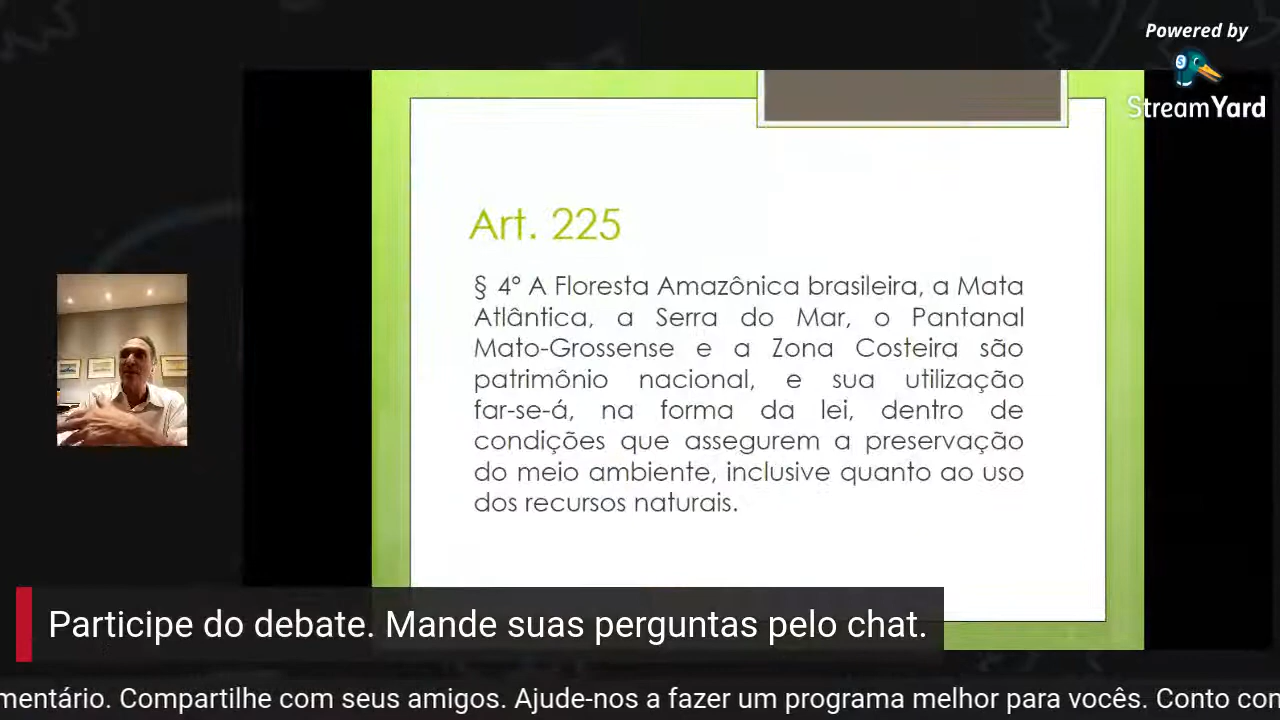 Powered by
StreamYard
Art. 225
§ 4º A Floresta Amazônica brasileira, a Mata
Atlântica, a Serra do Mar, o Pantanal
Mato-Grossense e a Zona Costeira são
patrimônio nacional, e sua utilização
far-se-á, na forma da lei, dentro de
condições que assegurem a preservação
do meio ambiente, inclusive quanto ao uso
dos recursos naturais.
Participe do debate. Mande suas perguntas pelo chat.
mentário. Compartilhe com seus amigos. Ajude-nos a fazer um programa melhor para vocês. Conto con